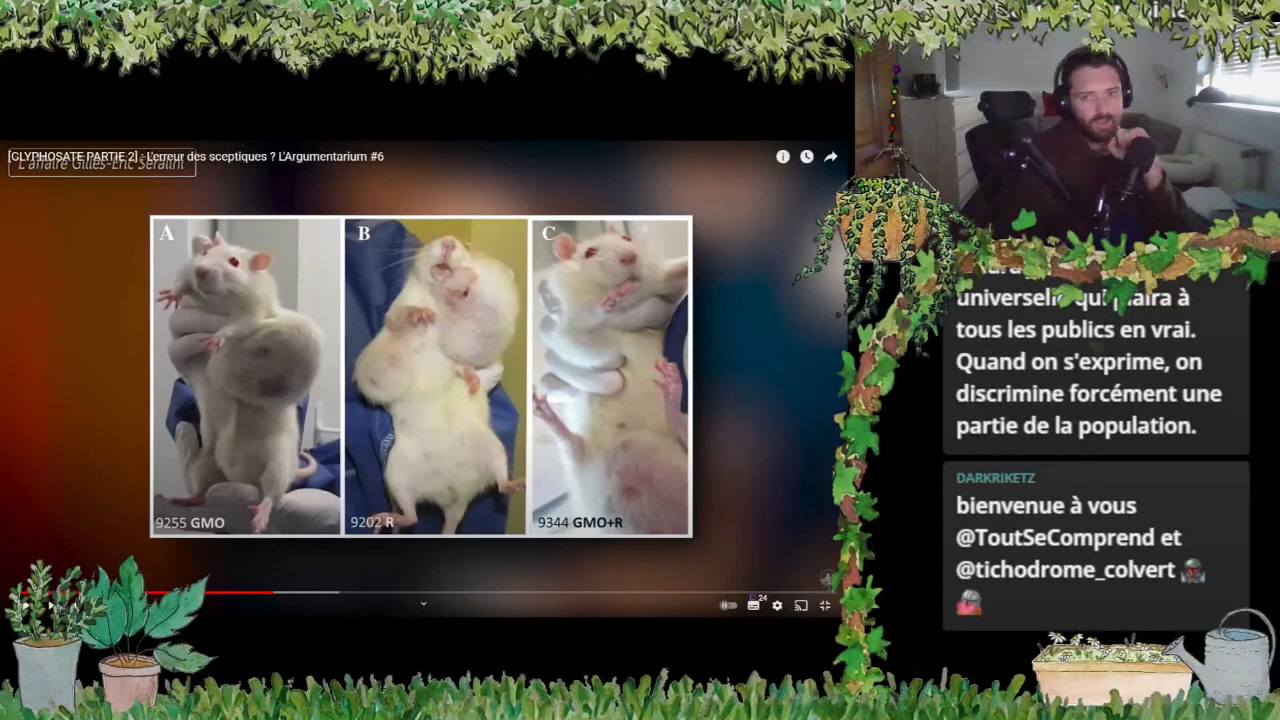 [GLYPHOSATE PARTIE 2] : L'erreur des sceptiques ? L'Argumentarium #6
L'affaire Gilles-Eric Séralini
A
B
C
9255 GMO
9202 R
9344 GMO+R
24
universelle qui plaira à
tous les publics en vrai.
Quand on s'exprime, on
discrimine forcément une
partie de la population.
DARKRIKETZ
bienvenue à vous
@ToutSeComprend et
@tichodrome_colvert